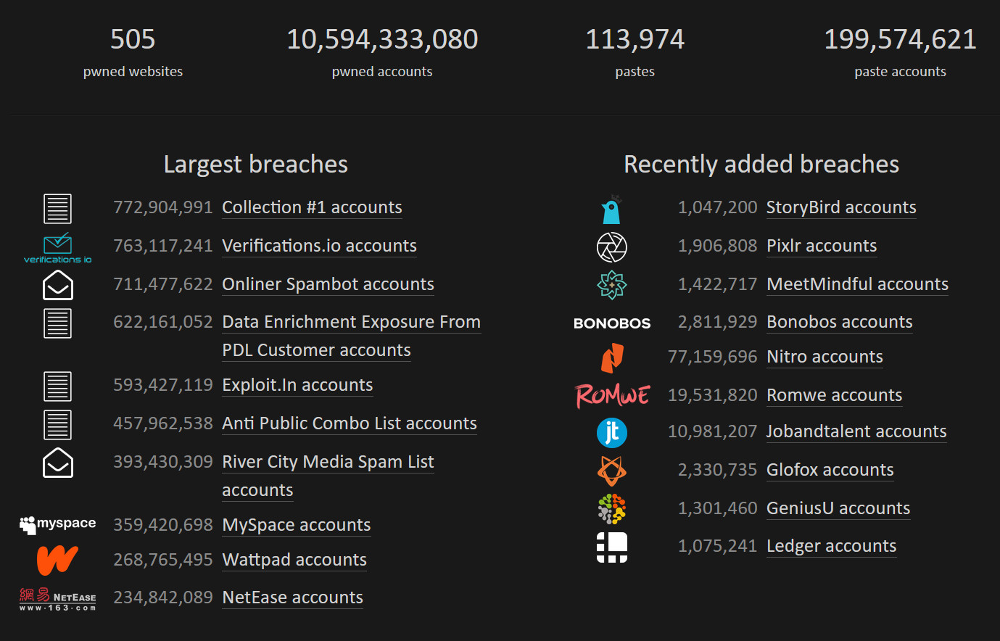 505
pwned websites
10,594,333,080
pwned accounts
113,974
pastes
199,574,621
paste accounts
Largest breaches
772,904,991 Collection #1 accounts
verifications io
763,117,241 Verifications.io accounts
711,477,622 Onliner Spambot accounts
622,161,052 Data Enrichment Exposure From
PDL Customer accounts
593,427,119 Exploit.In accounts
457,962,538 Anti Public Combo List accounts
393,430,309 River City Media Spam List
accounts
myspace 359,420,698 MySpace accounts
268,765,495 Wattpad accounts
網易 NETEASE
www.163.com
234,842,089 NetEase accounts
Recently added breaches
1,047,200 StoryBird accounts
1,906,808 Pixlr accounts
1,422,717 MeetMindful accounts
BONOBOS 2,811,929 Bonobos accounts
77,159,696 Nitro accounts
ROMWE 19,531,820 Romwe accounts
jt 10,981,207 Jobandtalent accounts
2,330,735 Glofox accounts
1,301,460 GeniusU accounts
1,075,241 Ledger accounts